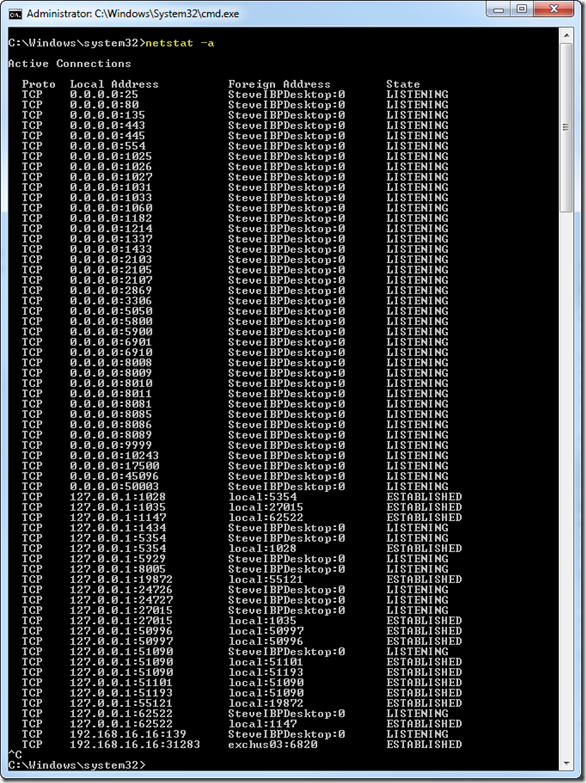 Administrator: C:\Windows\System32\cmd.exe
C:\Windows\system32>netstat -a
Active Connections
Proto Local Address Foreign Address State
TCP 0.0.0.0:25 SteveIBPDesktop:0 LISTENING
TCP 0.0.0.0:80 SteveIBPDesktop:0 LISTENING
TCP 0.0.0.0:135 SteveIBPDesktop:0 LISTENING
TCP 0.0.0.0:443 SteveIBPDesktop:0 LISTENING
TCP 0.0.0.0:445 SteveIBPDesktop:0 LISTENING
TCP 0.0.0.0:554 SteveIBPDesktop:0 LISTENING
TCP 0.0.0.0:1025 SteveIBPDesktop:0 LISTENING
TCP 0.0.0.0:1026 SteveIBPDesktop:0 LISTENING
TCP 0.0.0.0:1027 SteveIBPDesktop:0 LISTENING
TCP 0.0.0.0:1031 SteveIBPDesktop:0 LISTENING
TCP 0.0.0.0:1033 SteveIBPDesktop:0 LISTENING
TCP 0.0.0.0:1060 SteveIBPDesktop:0 LISTENING
TCP 0.0.0.0:1182 SteveIBPDesktop:0 LISTENING
TCP 0.0.0.0:1214 SteveIBPDesktop:0 LISTENING
TCP 0.0.0.0:1337 SteveIBPDesktop:0 LISTENING
TCP 0.0.0.0:1433 SteveIBPDesktop:0 LISTENING
TCP 0.0.0.0:2103 SteveIBPDesktop:0 LISTENING
TCP 0.0.0.0:2105 SteveIBPDesktop:0 LISTENING
TCP 0.0.0.0:2107 SteveIBPDesktop:0 LISTENING
TCP 0.0.0.0:2869 SteveIBPDesktop:0 LISTENING
TCP 0.0.0.0:3306 SteveIBPDesktop:0 LISTENING
TCP 0.0.0.0:5050 SteveIBPDesktop:0 LISTENING
TCP 0.0.0.0:5800 SteveIBPDesktop:0 LISTENING
TCP 0.0.0.0:5900 SteveIBPDesktop:0 LISTENING
TCP 0.0.0.0:6901 SteveIBPDesktop:0 LISTENING
TCP 0.0.0.0:6910 SteveIBPDesktop:0 LISTENING
TCP 0.0.0.0:8008 SteveIBPDesktop:0 LISTENING
TCP 0.0.0.0:8009 SteveIBPDesktop:0 LISTENING
TCP 0.0.0.0:8010 SteveIBPDesktop:0 LISTENING
TCP 0.0.0.0:8011 SteveIBPDesktop:0 LISTENING
TCP 0.0.0.0:8081 SteveIBPDesktop:0 LISTENING
TCP 0.0.0.0:8085 SteveIBPDesktop:0 LISTENING
TCP 0.0.0.0:8086 SteveIBPDesktop:0 LISTENING
TCP 0.0.0.0:8089 SteveIBPDesktop:0 LISTENING
TCP 0.0.0.0:9999 SteveIBPDesktop:0 LISTENING
TCP 0.0.0.0:10243 SteveIBPDesktop:0 LISTENING
TCP 0.0.0.0:17500 SteveIBPDesktop:0 LISTENING
TCP 0.0.0.0:45096 SteveIBPDesktop:0 LISTENING
TCP 0.0.0.0:50003 SteveIBPDesktop:0 LISTENING
TCP 127.0.0.1:1028 local:5354 ESTABLISHED
TCP 127.0.0.1:1035 local:27015 ESTABLISHED
TCP 127.0.0.1:1147 local:62522 ESTABLISHED
TCP 127.0.0.1:1434 SteveIBPDesktop:0 LISTENING
TCP 127.0.0.1:5354 SteveIBPDesktop:0 LISTENING
TCP 127.0.0.1:5354 local:1028 ESTABLISHED
TCP 127.0.0.1:5929 SteveIBPDesktop:0 LISTENING
TCP 127.0.0.1:8005 SteveIBPDesktop:0 LISTENING
TCP 127.0.0.1:19872 local:55121 ESTABLISHED
TCP 127.0.0.1:24726 SteveIBPDesktop:0 LISTENING
TCP 127.0.0.1:24727 SteveIBPDesktop:0 LISTENING
TCP 127.0.0.1:27015 SteveIBPDesktop:0 LISTENING
TCP 127.0.0.1:27015 local:1035 ESTABLISHED
TCP 127.0.0.1:50996 local:50997 ESTABLISHED
TCP 127.0.0.1:50997 local:50996 ESTABLISHED
TCP 127.0.0.1:51090 SteveIBPDesktop:0 LISTENING
TCP 127.0.0.1:51090 local:51101 ESTABLISHED
TCP 127.0.0.1:51090 local:51193 ESTABLISHED
TCP 127.0.0.1:51101 local:51090 ESTABLISHED
TCP 127.0.0.1:51193 local:51090 ESTABLISHED
TCP 127.0.0.1:55121 local:19872 ESTABLISHED
TCP 127.0.0.1:62522 SteveIBPDesktop:0 LISTENING
TCP 127.0.0.1:62522 local:1147 ESTABLISHED
TCP 192.168.16.16:139 SteveIBPDesktop:0 LISTENING
TCP 192.168.16.16:31283 exchus03:6820 ESTABLISHED
^C
C:\Windows\system32>